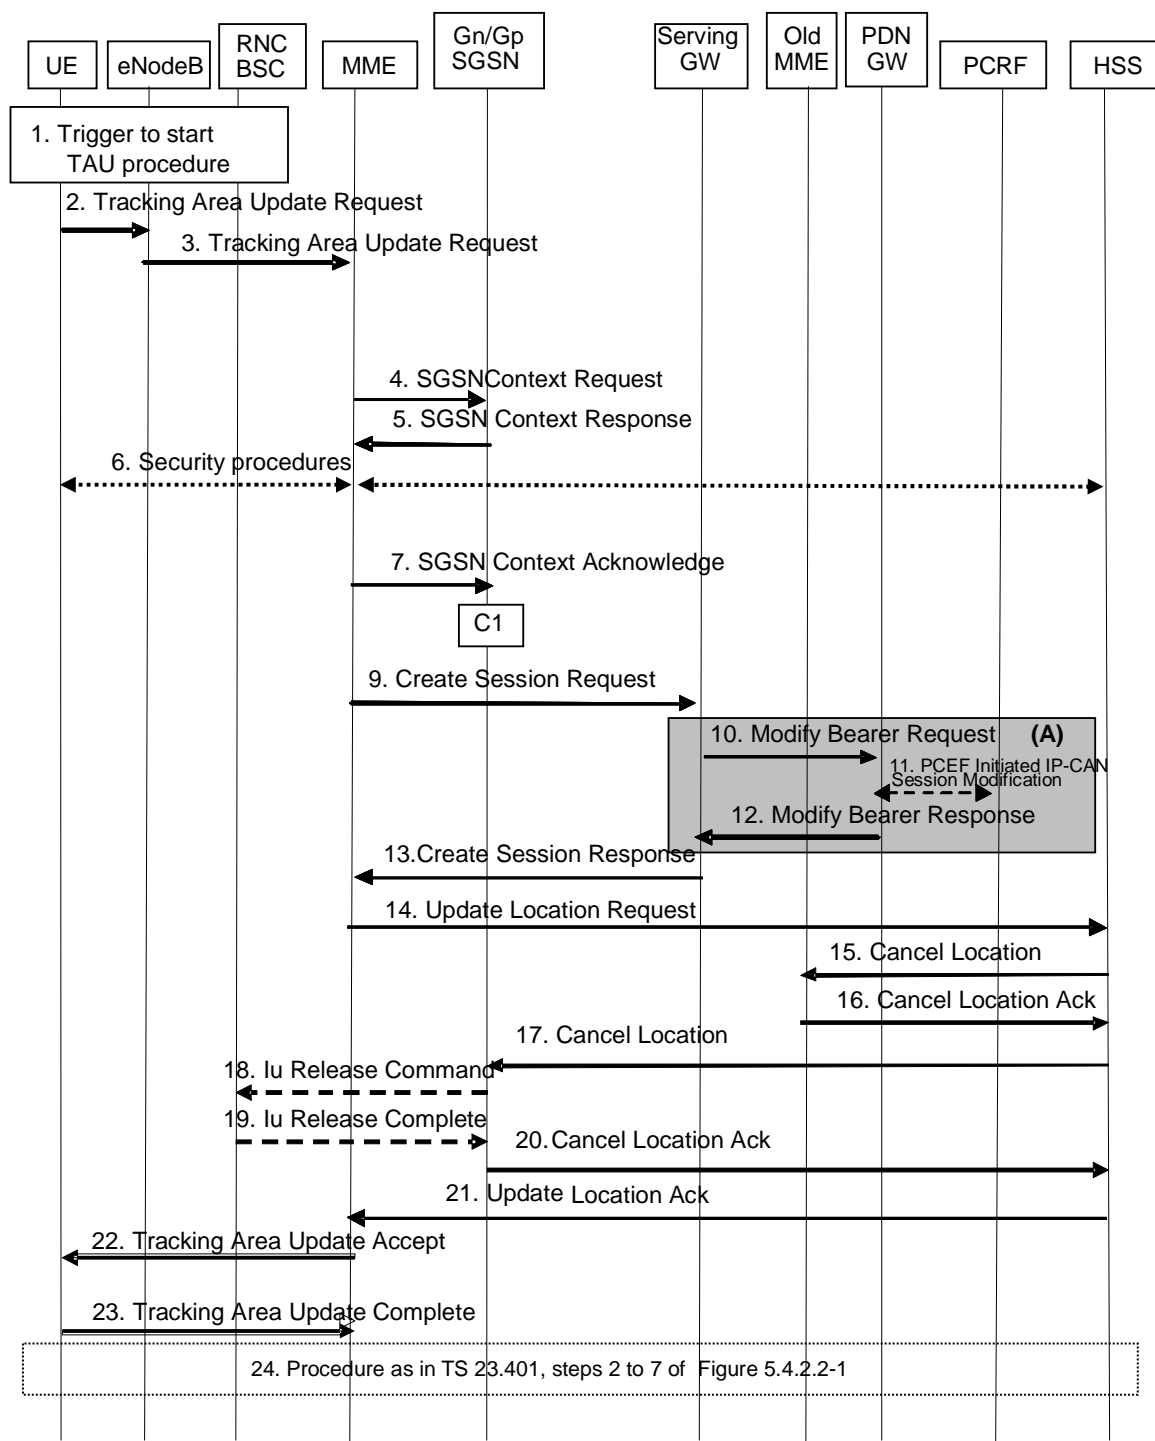 UE
eNodeB
RNC
BSC
MME
Gn/Gp
SGSN
Serving
GW
Old
MME
PDN
GW
PCRF
HSS
1. Trigger to start
TAU procedure
2. Tracking Area Update Request
3. Tracking Area Update Request
4. SGSNContext Request
5. SGSN Context Response
6. Security procedures
7. SGSN Context Acknowledge
C1
9. Create Session Request
10. Modify Bearer Request (A)
11. PCEF Initiated IP-CAN
Session Modification
12. Modify Bearer Response
13.Create Session Response
14. Update Location Request
15. Cancel Location
16. Cancel Location Ack
17. Cancel Location
18. Iu Release Command
19. Iu Release Complete
20. Cancel Location Ack
21. Update Location Ack
22. Tracking Area Update Accept
23. Tracking Area Update Complete
24. Procedure as in TS 23.401, steps 2 to 7 of Figure 5.4.2.2-1